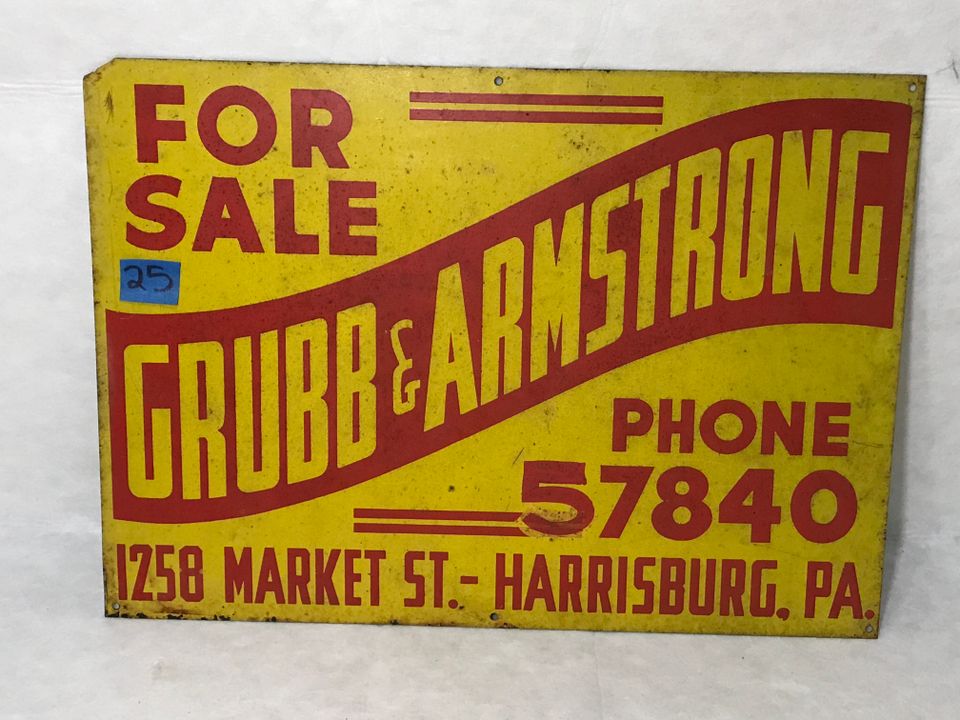 FOR
SALE
25
GRUBB & ARMSTRONG
PHONE
57840
1258 MARKET ST. - HARRISBURG, PA.